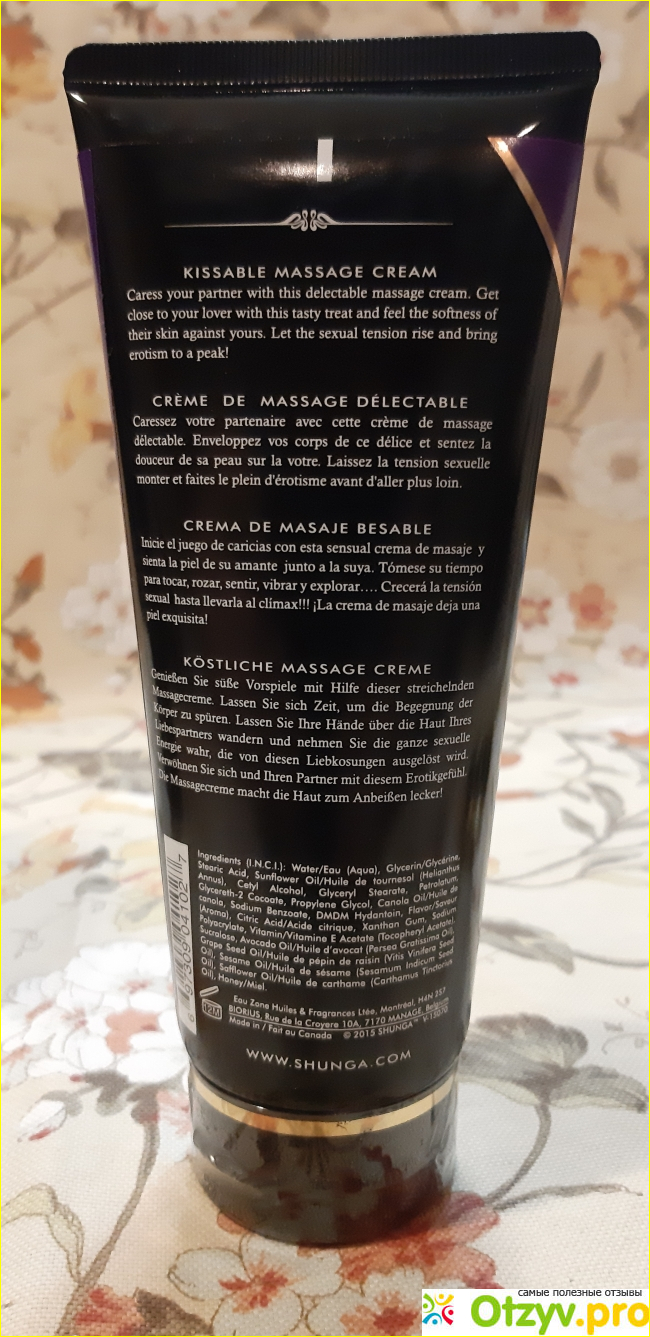 KISSABLE MASSAGE CREAM
Caress your partner with this delectable massage cream. Get
close to your lover with this tasty treat and feel the softness of
their skin against yours. Let the sexual tension rise and bring
erotism to a peak!
CRÈME DE MASSAGE DÉLECTABLE
Caressez votre partenaire avec cette crème de massage
délectable. Enveloppez vos corps de ce délice et sentez la
douceur de sa peau sur la votre. Laissez la tension sexuelle
monter et faites le plein d'érotisme avant d'aller plus loin.
CREMA DE MASAJE BESABLE
Inicie el juego de caricias con esta sensual crema de masaje y
sienta la piel de su amante junto a la suya. Tómese su tiempo
para tocar, rozar, sentir, vibrar y explorar.... Crecerá la tensión
sexual hasta llevarla al clímax!!! ¡La crema de masaje deja una
piel exquisita!
KÖSTLICHE MASSAGE CREME
Genießen Sie süße Vorspiele mit Hilfe dieser streichelnden
Massagecreme. Lassen Sie sich Zeit, um die Begegnung der
Körper zu spüren. Lassen Sie Ihre Hände über die Haut Ihres
Liebespartners wandern und nehmen Sie die ganze sexuelle
Energie wahr, die von diesen Liebkosungen ausgelöst wird.
Verwöhnen Sie sich und Ihren Partner mit diesem Erotikgefühl.
Die Massagecreme macht die Haut zum Anbeißen lecker!
Ingredients (I.N.C.I.): Water/Eau (Aqua), Glycerin/Glycérine,
Stearic Acid, Sunflower Oil/Huile de tournesol (Helianthus
Annus), Cetyl Alcohol, Glyceryl Stearate, Petrolatum,
Glycereth-2 Cocoate, Propylene Glycol, Canola Oil/Huile de
canola, Sodium Benzoate, DMDM Hydantoin, Flavor/Saveur
(Aroma), Citric Acid/Acide citrique, Xanthan Gum, Sodium
Polyacrylate, Vitamin/Vitamine E Acetate (Tocopheryl Acetate),
Sucralose, Avocado Oil/Huile d'avocat (Persea Gratissima Oil),
Grape Seed Oil/Huile de pépin de raisin (Vitis Vinifera Seed
Oil), Sesame Oil/Huile de sésame (Sesamum Indicum Seed
Oil), Safflower Oil/Huile de carthame (Carthamus Tinctorius
Oil), Honey/Miel.
12M
Eau Zone Huiles & Fragrances Ltée, Montréal, H4N 2S7
BIORIUS, Rue de la Croyere 10A, 7170 MANAGE, Belgium
Made in / Fait au Canada © 2015 SHUNGA™ V-15070
WWW.SHUNGA.COM
самые полезные отзывы
Otzyv.pro